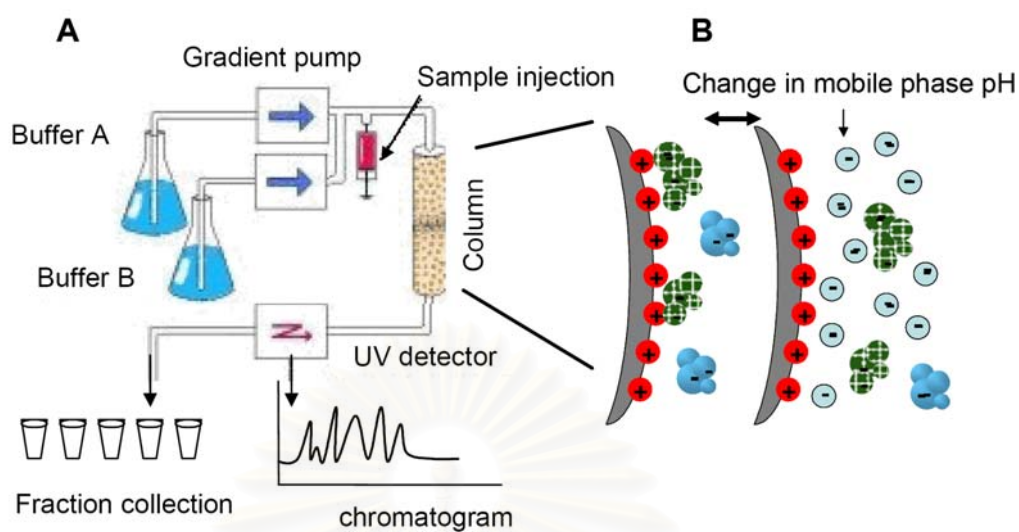 A
B
Gradient pump
Sample injection
Change in mobile phase pH
Buffer A
Buffer B
Column
UV detector
Fraction collection
chromatogram